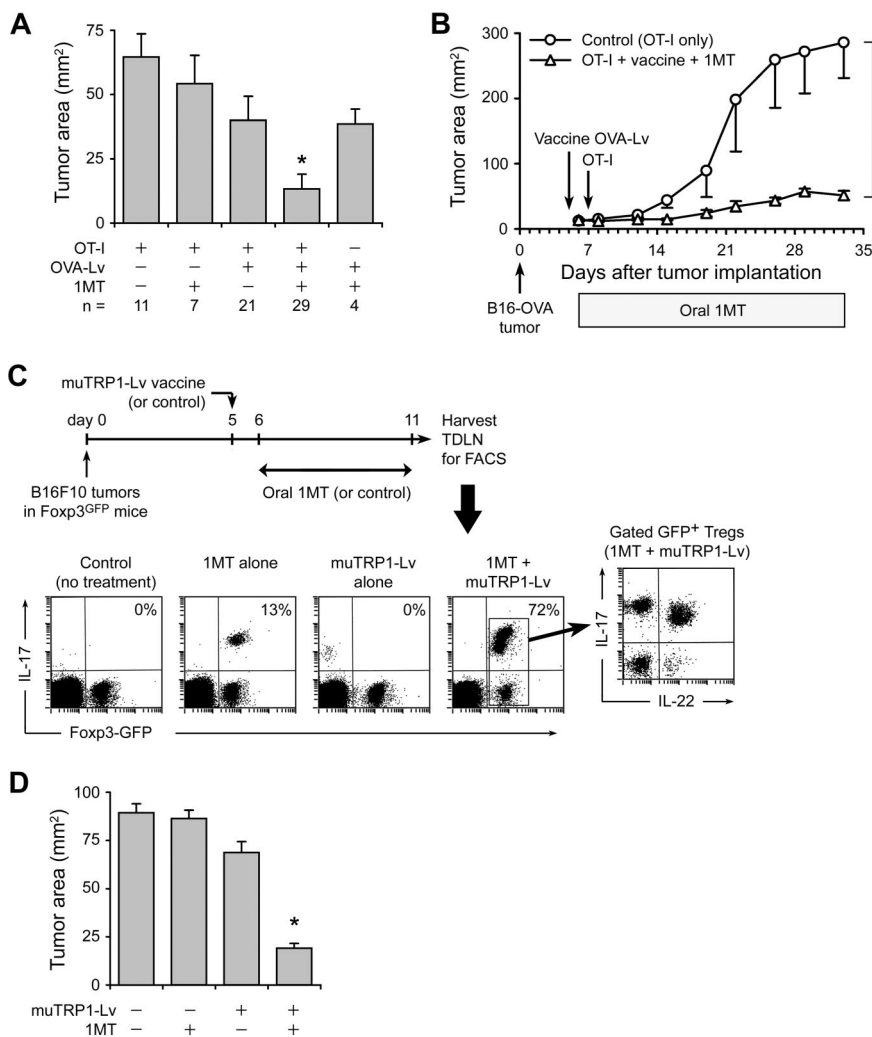 A
Tumor area (mm²)
75
50
25
0
*
OT-I + + + + –
OVA-Lv – – + + +
1MT – + – + +
n = 11 7 21 29 4
B
Tumor area (mm²)
300
200
100
0
Control (OT-I only)
OT-I + vaccine + 1MT
Vaccine OVA-Lv
OT-I
0 7 15 21 28 35
Days after tumor implantation
B16-OVA
tumor
Oral 1MT
C
muTRP1-Lv vaccine
(or control)
day 0 5 6 11
Harvest
TDLN
for FACS
B16F10 tumors
in Foxp3GFP mice
Oral 1MT (or control)
Control
(no treatment)
1MT alone
muTRP1-Lv
alone
1MT +
muTRP1-Lv
Gated GFP+ Tregs
(1MT + muTRP1-Lv)
0%
13%
0%
72%
IL-17
Foxp3-GFP
IL-17
IL-22
D
Tumor area (mm²)
100
75
50
25
0
*
muTRP1-Lv – – + +
1MT – + – +